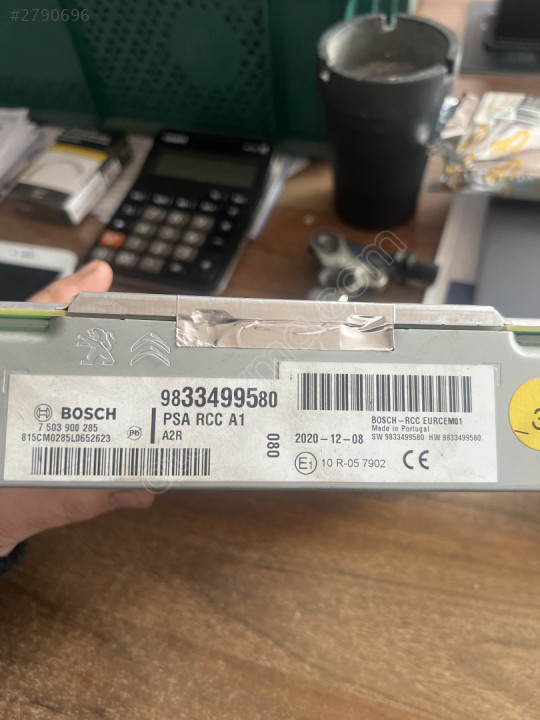 #2790696
BOSCH
7 503 900 285
815CM0285L0652623
Pb
9833499580
PSA RCC A1
A2R
080
BOSCH-RCC EURCEM01
Made in Portugal
2020-12-08
SW 9833499580 HW 9833499580
E1 10 R-05 7902 CE